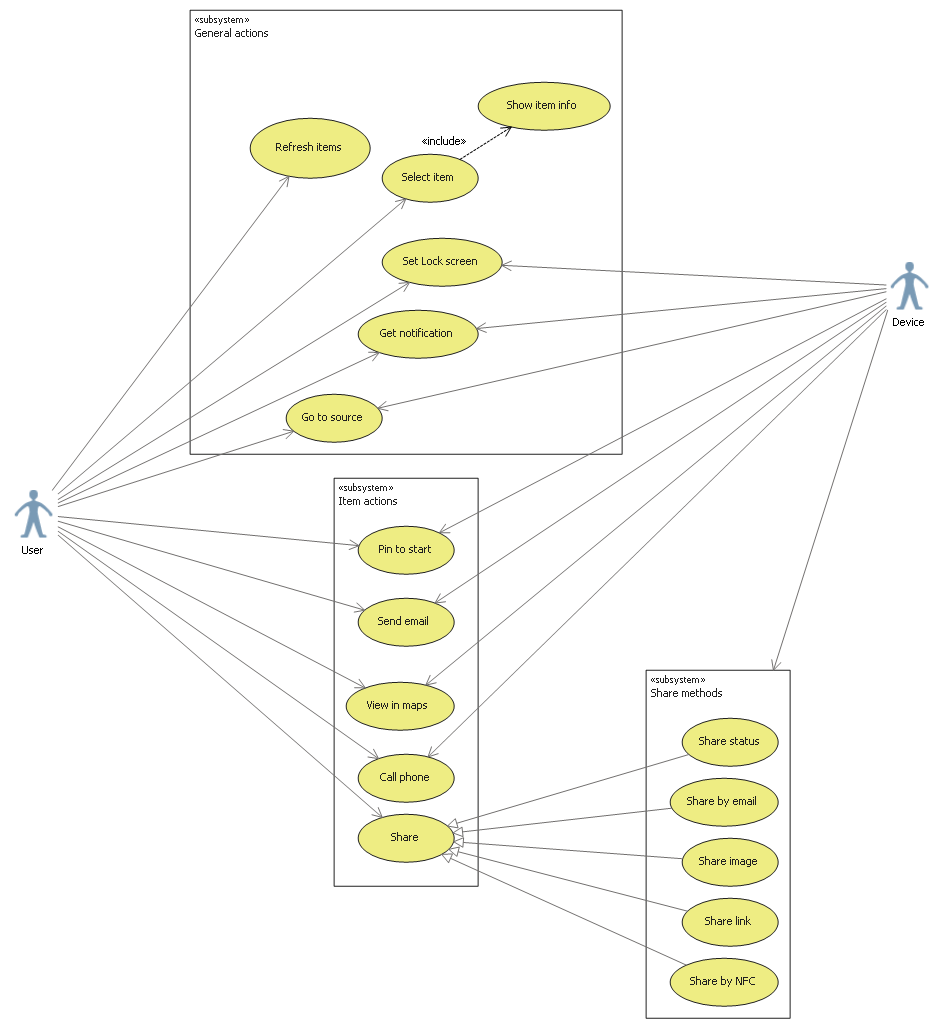 «subsystem»
General actions
Show item info
«include»
Refresh items
Select item
Set Lock screen
Get notification
Device
Go to source
«subsystem»
Item actions
User
Pin to start
Send email
«subsystem»
Share methods
View in maps
Share status
Call phone
Share by email
Share
Share image
Share link
Share by NFC